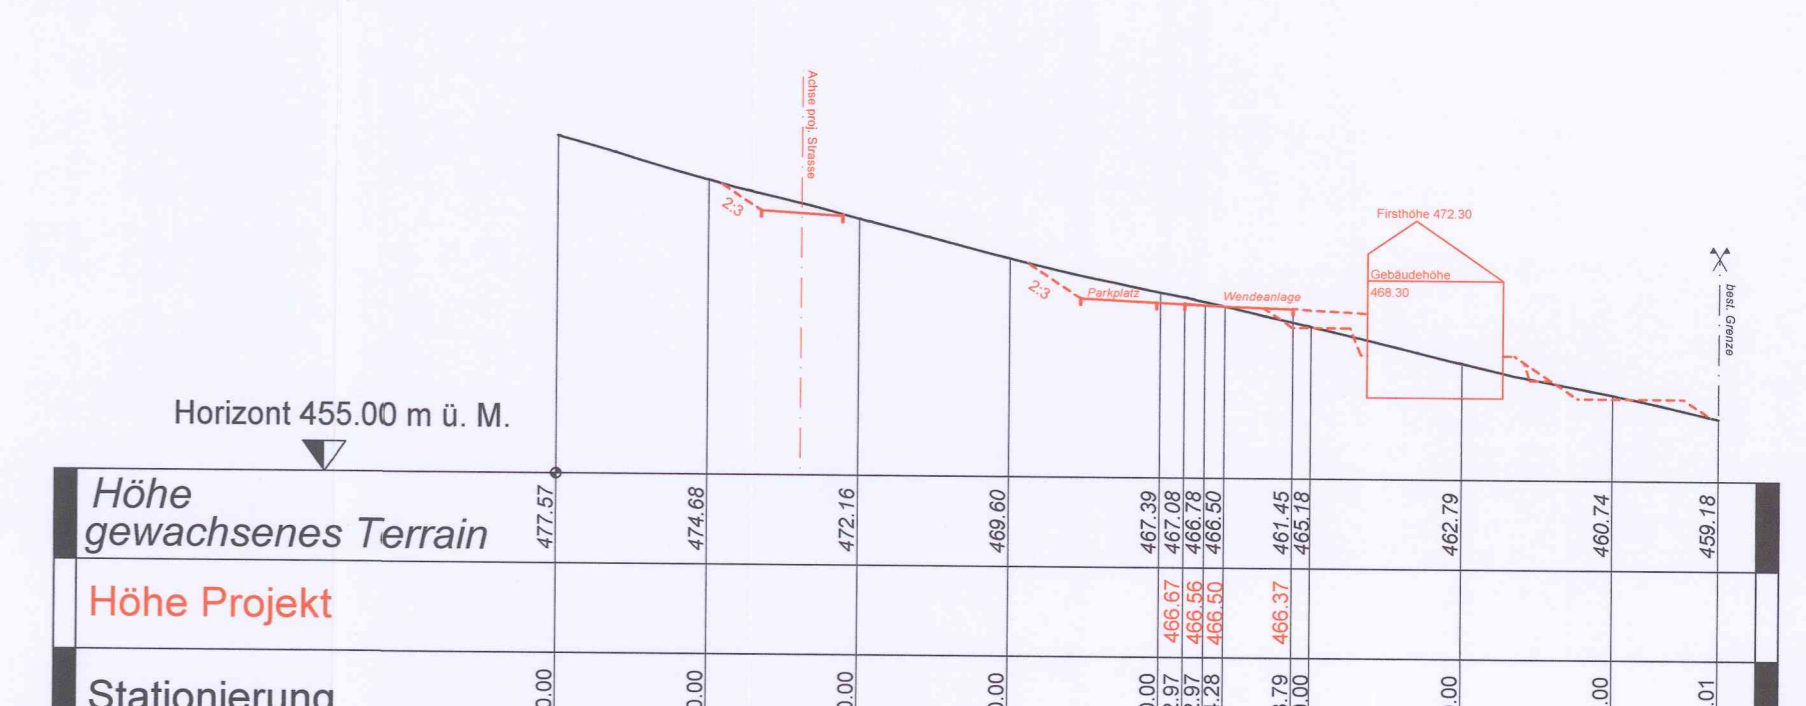 Achse proj. Strasse
2:3
2:3
Parkplatz
Wendeanlage
Firsthöhe 472.30
Gebäudehöhe
468.30
best. Grenze
Horizont 455.00 m ü. M.
Höhe
gewachsenes Terrain
477.57
474.68
472.16
469.60
467.39
467.08
466.78
466.50
461.45
465.18
462.79
460.74
459.18
Höhe Projekt
466.67
466.56
466.50
466.37
Stationierung